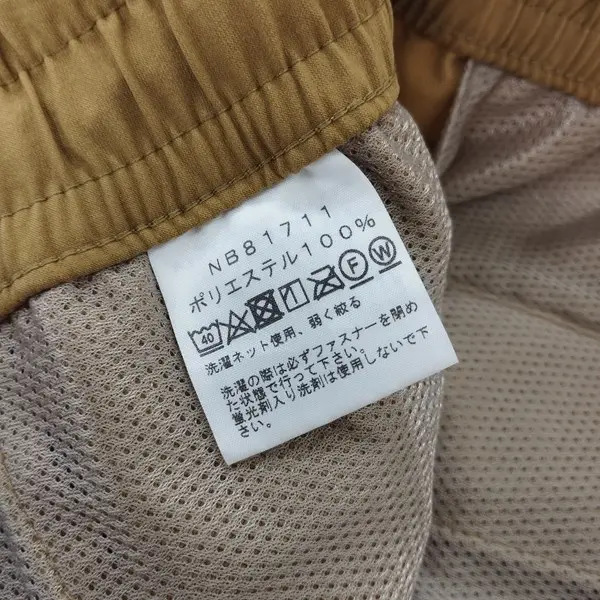 NB81711
ポリエステル100%
40 F W
洗濯ネット使用、弱く絞る
洗濯の際は必ずファスナーを閉め
た状態で行って下さい。
蛍光剤入り洗剤は使用しないで下
さい。